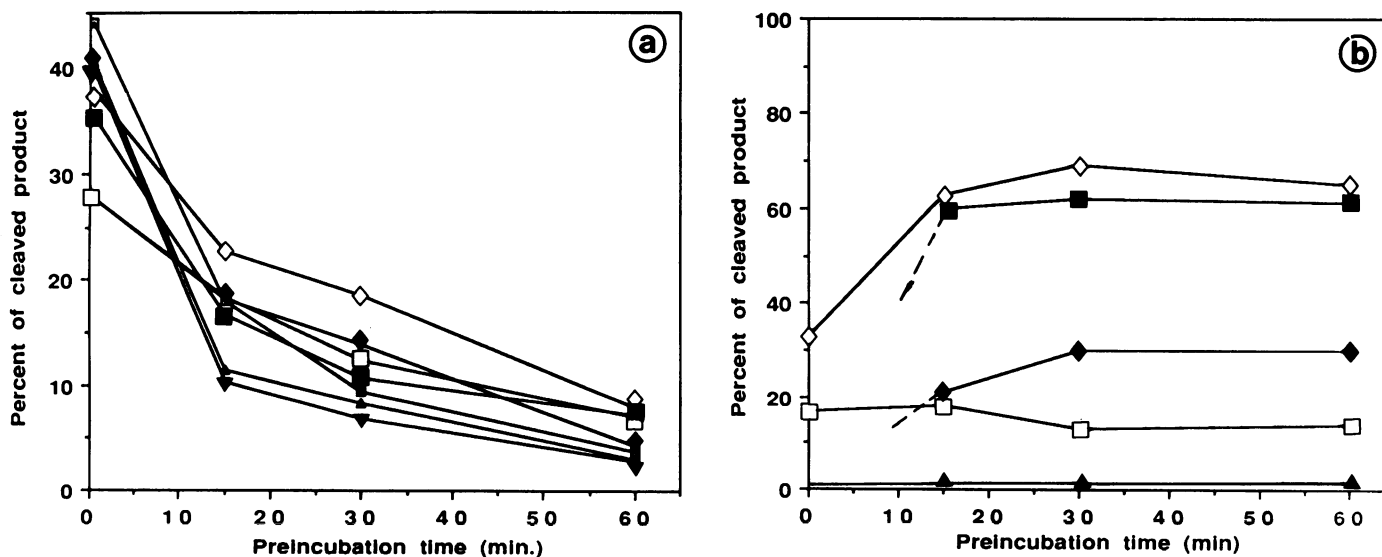 a
Percent of cleaved product
40
30
20
10
0
0 10 20 30 40 50 60
Preincubation time (min.)
b
Percent of cleaved product
100
80
60
40
20
0
0 10 20 30 40 50 60
Preincubation time (min)